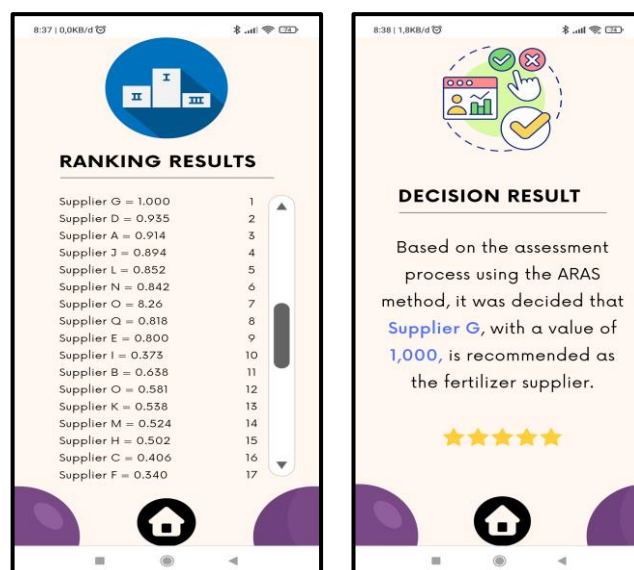 8:37 | 0,0KB/d
74
I
II
III
RANKING RESULTS
Supplier G = 1.000 1
Supplier D = 0.935 2
Supplier A = 0.914 3
Supplier J = 0.894 4
Supplier L = 0.852 5
Supplier N = 0.842 6
Supplier O = 8.26 7
Supplier Q = 0.818 8
Supplier E = 0.800 9
Supplier I = 0.373 10
Supplier B = 0.638 11
Supplier O = 0.581 12
Supplier K = 0.538 13
Supplier M = 0.524 14
Supplier H = 0.502 15
Supplier C = 0.406 16
Supplier F = 0.340 17
8:38 | 1,8KB/d
74
DECISION RESULT
Based on the assessment
process using the ARAS
method, it was decided that
Supplier G, with a value of
1,000, is recommended as
the fertilizer supplier.